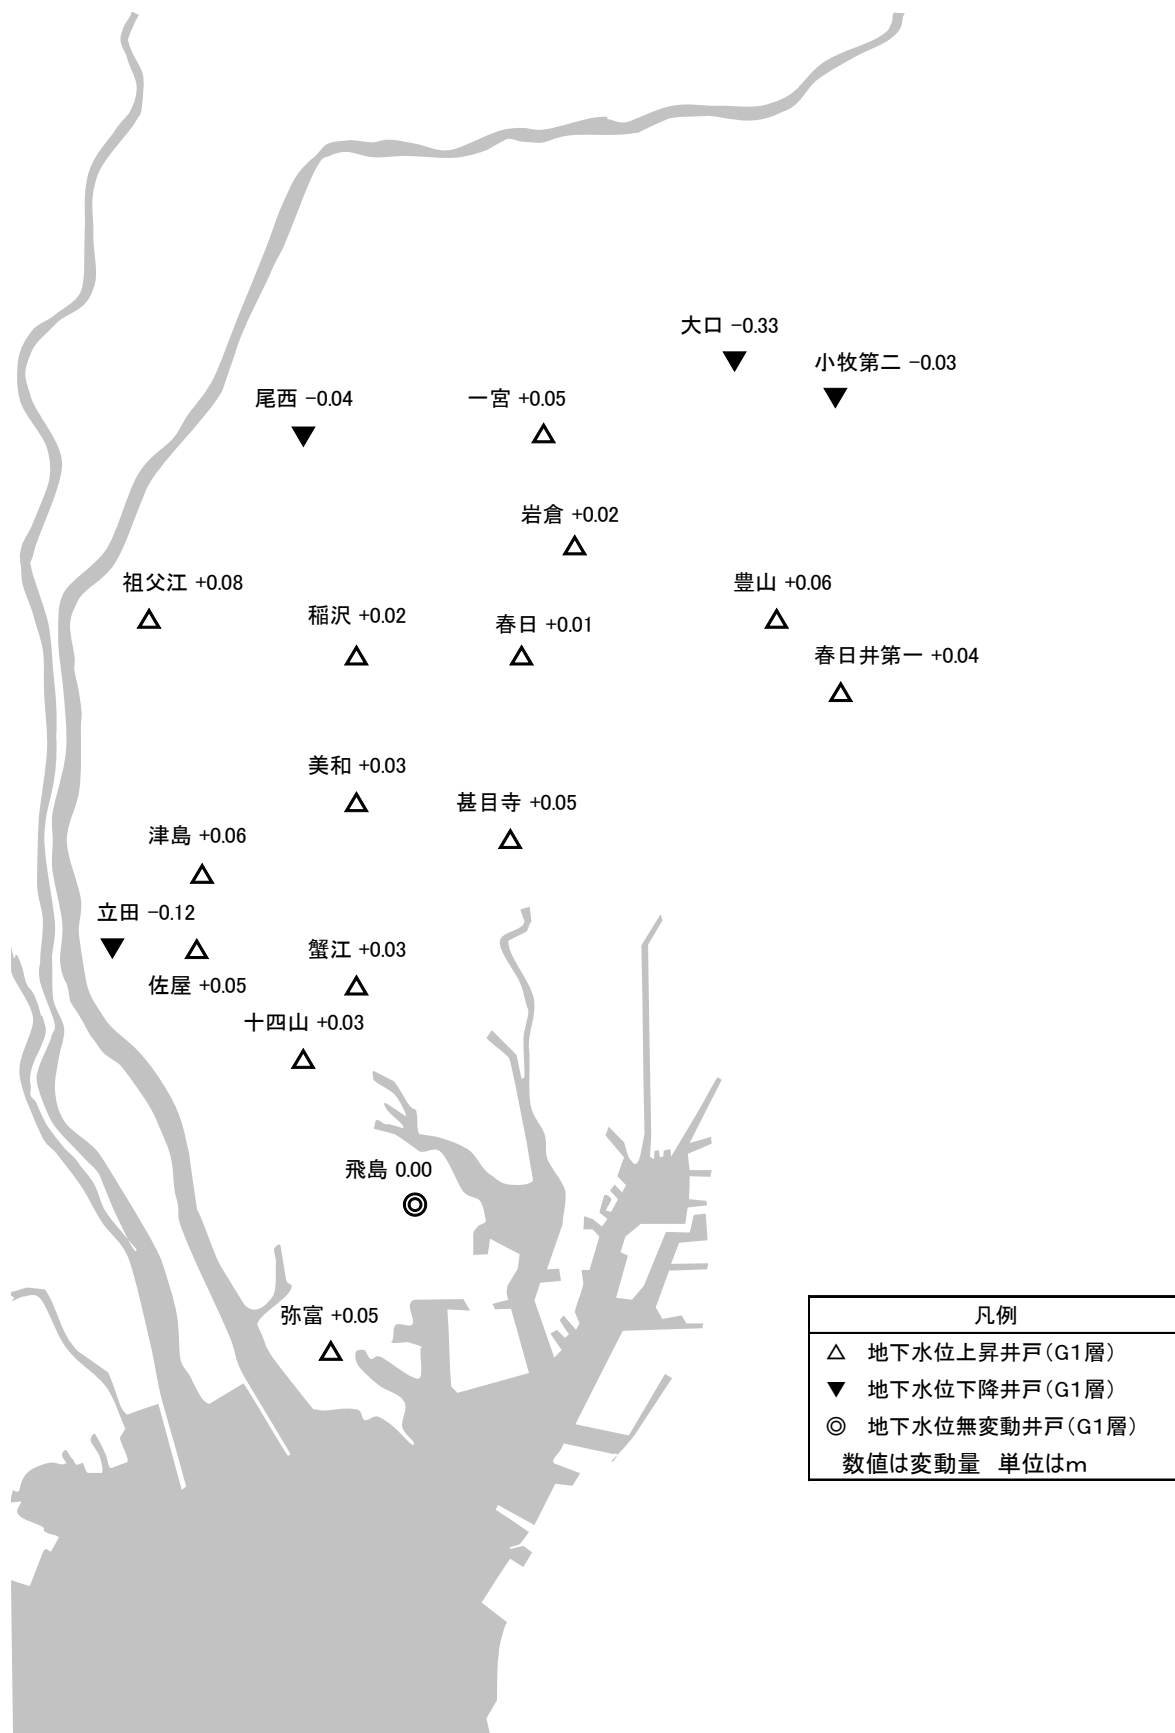 大口 −0.33
小牧第二 −0.03
尾西 −0.04
一宮 +0.05
岩倉 +0.02
祖父江 +0.08
稲沢 +0.02
春日 +0.01
豊山 +0.06
春日井第一 +0.04
美和 +0.03
甚目寺 +0.05
津島 +0.06
立田 −0.12
佐屋 +0.05
蟹江 +0.03
十四山 +0.03
飛島 0.00
弥富 +0.05
凡例
△ 地下水位上昇井戸（G1層）
▼ 地下水位下降井戸（G1層）
◎ 地下水位無変動井戸（G1層）
数値は変動量 単位はｍ